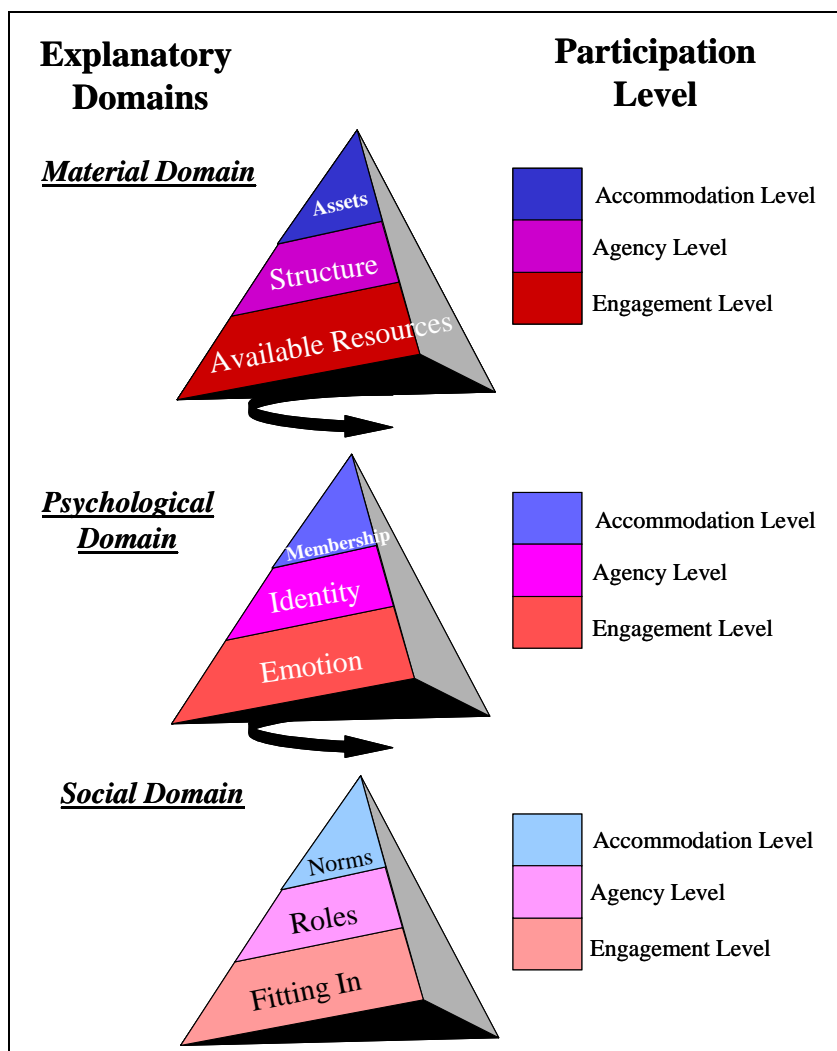 Explanatory
Domains
Participation
Level
Material Domain
Assets
Structure
Available Resources
Accommodation Level
Agency Level
Engagement Level
Psychological
Domain
Membership
Identity
Emotion
Accommodation Level
Agency Level
Engagement Level
Social Domain
Norms
Roles
Fitting In
Accommodation Level
Agency Level
Engagement Level